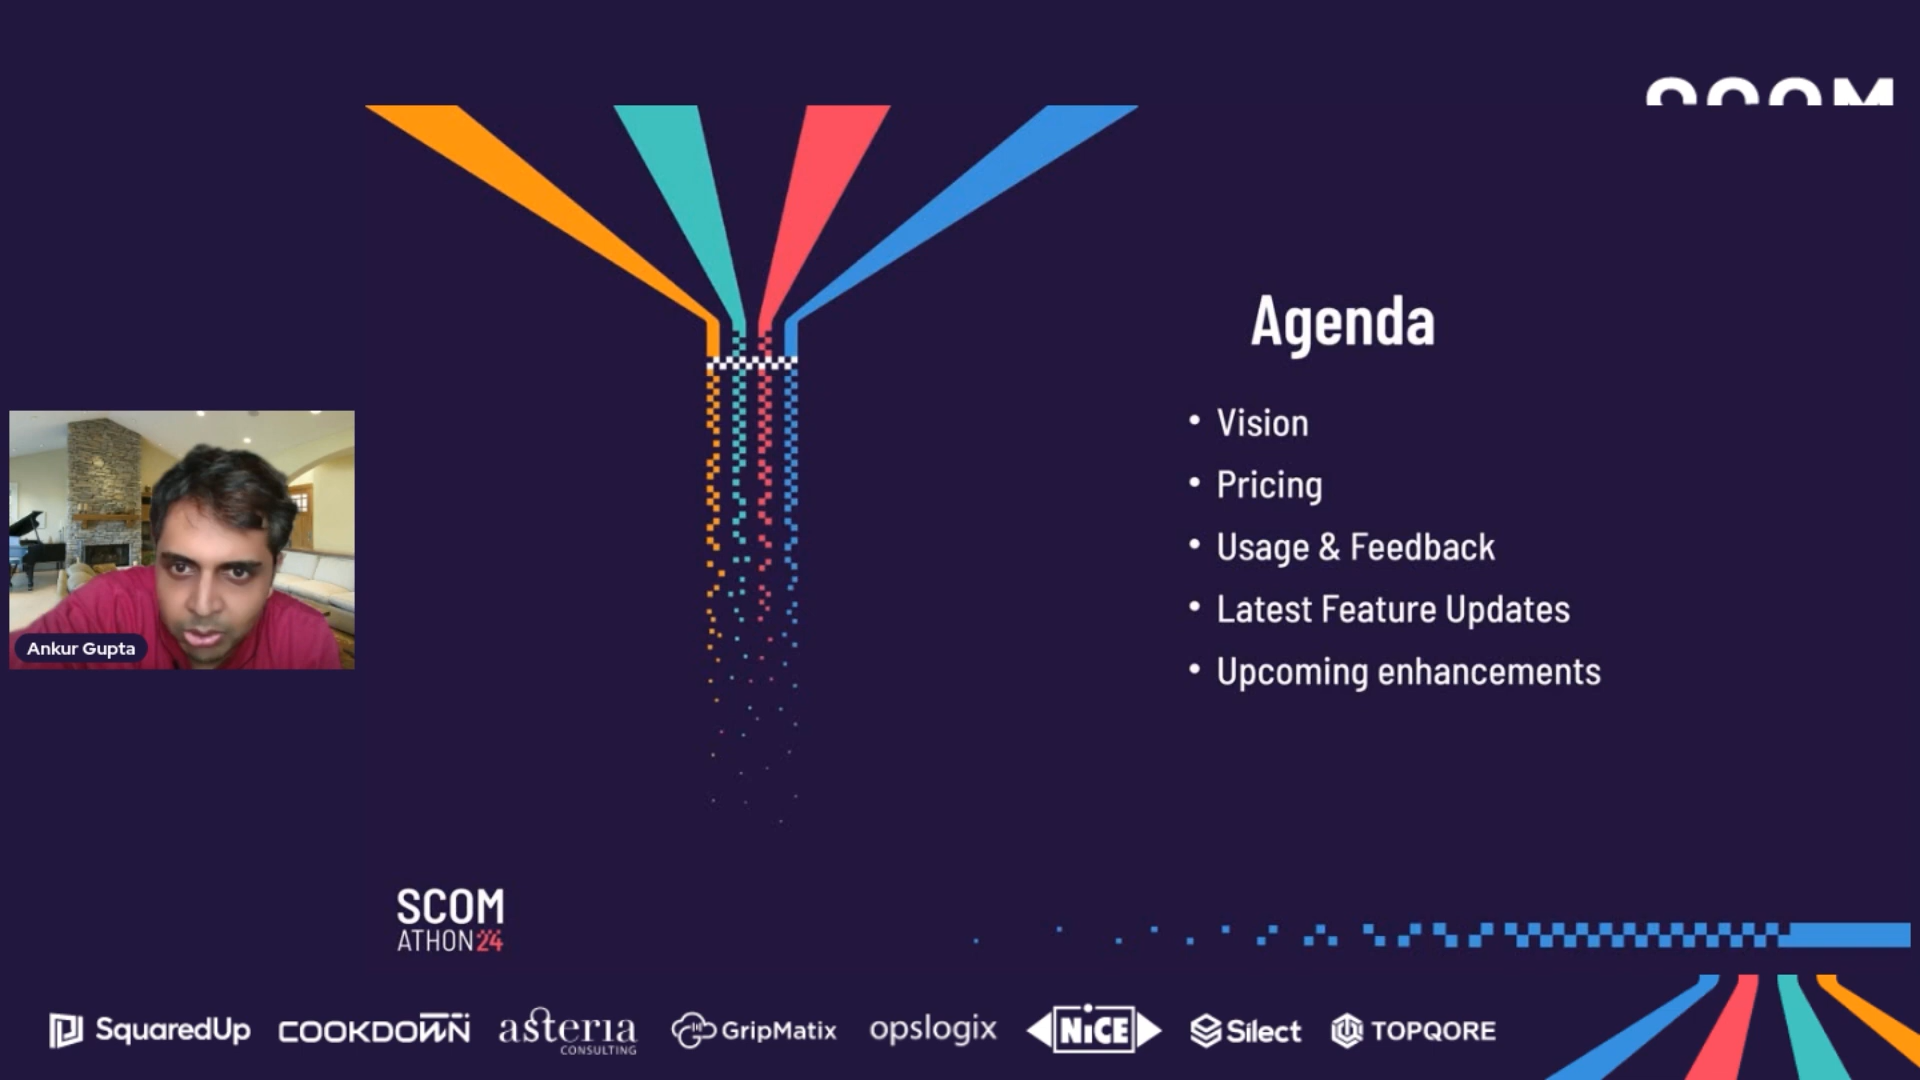 SCOM
Agenda
• Vision
• Pricing
• Usage & Feedback
• Latest Feature Updates
• Upcoming enhancements
Ankur Gupta
SCOM
ATHON24
SquaredUp COOKDOWN asteria CONSULTING GripMatix opslogix NiCE Silect TOPQORE